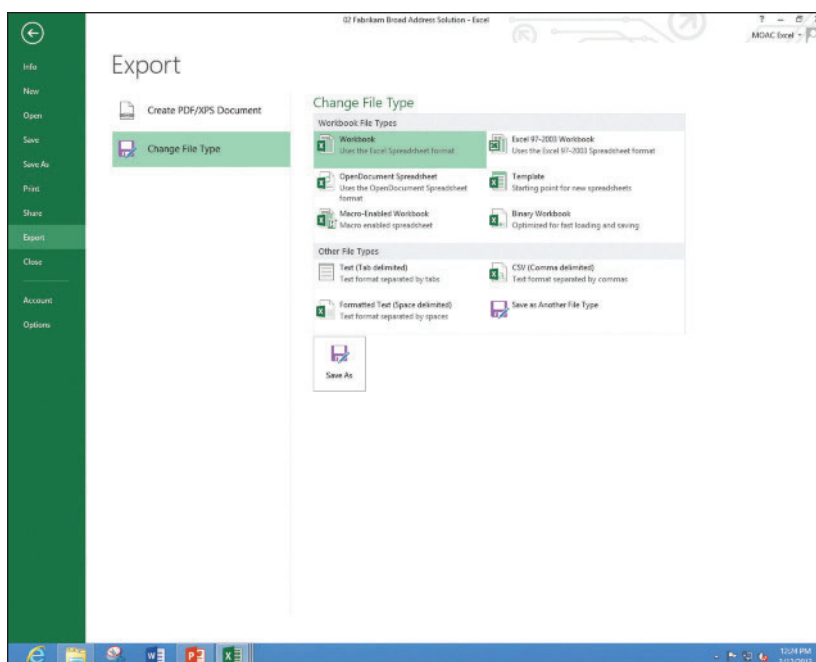 02 Fabrikam Broad Address Solution - Excel
?
MOAC Excel
Info
New
Open
Save
Save As
Print
Share
Export
Close
Account
Options
Export
Create PDF/XPS Document
Change File Type
Change File Type
Workbook File Types
Workbook
Uses the Excel Spreadsheet format
Excel 97-2003 Workbook
Uses the Excel 97-2003 Spreadsheet format
OpenDocument Spreadsheet
Uses the OpenDocument Spreadsheet
format
Template
Starting point for new spreadsheets
Macro-Enabled Workbook
Macro enabled spreadsheet
Binary Workbook
Optimized for fast loading and saving
Other File Types
Text (Tab delimited)
Text format separated by tabs
CSV (Comma delimited)
Text format separated by commas
Formatted Text (Space delimited)
Text format separated by spaces
Save as Another File Type
Save As
12:24 PM